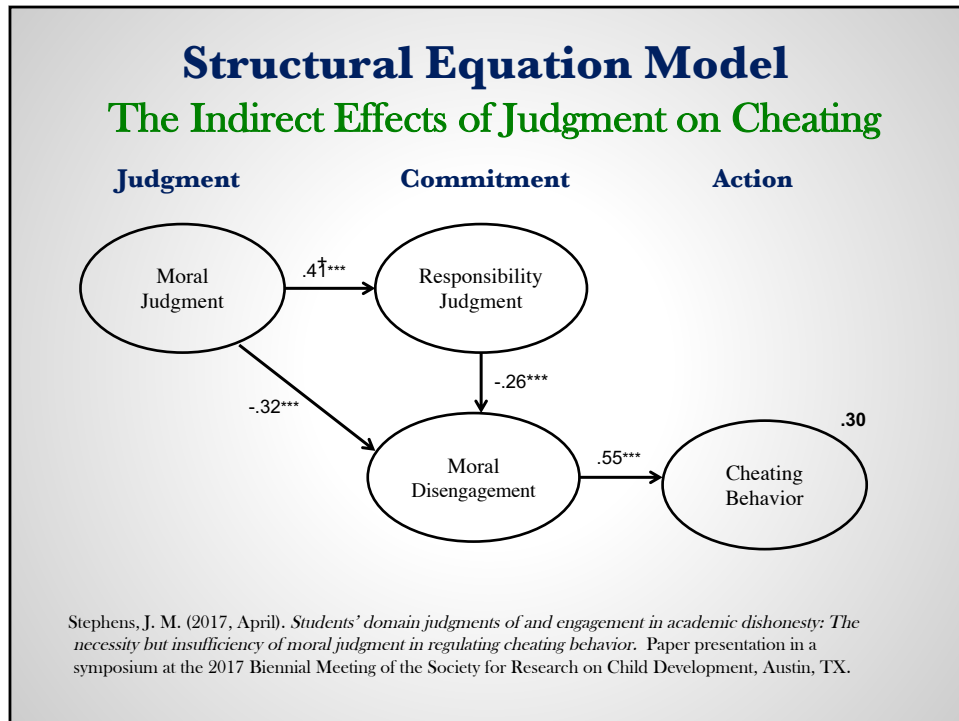 Structural Equation Model
The Indirect Effects of Judgment on Cheating
Judgment Commitment Action
Moral
Judgment
‡
.41***
Responsibility
Judgment
-.32***
-.26***
.30
Moral
Disengagement
.55***
Cheating
Behavior
Stephens, J. M. (2017, April). Students’ domain judgments of and engagement in academic dishonesty: The
necessity but insufficiency of moral judgment in regulating cheating behavior. Paper presentation in a
symposium at the 2017 Biennial Meeting of the Society for Research on Child Development, Austin, TX.